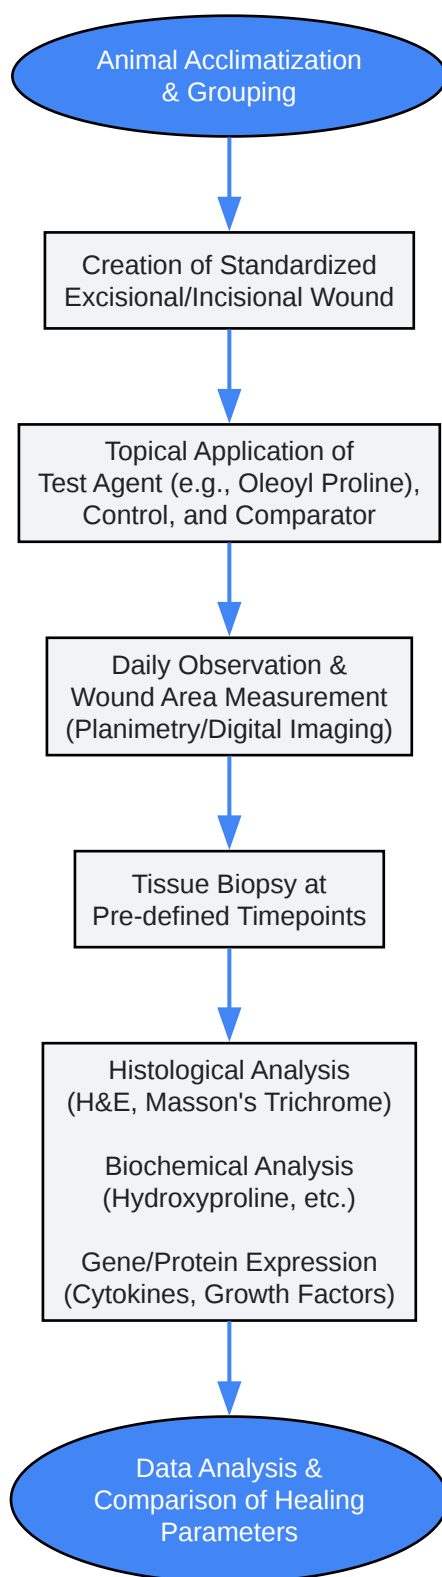 Animal Acclimatization
& Grouping
Creation of Standardized
Excisional/Incisional Wound
Topical Application of
Test Agent (e.g., Oleoyl Proline),
Control, and Comparator
Daily Observation &
Wound Area Measurement
(Planimetry/Digital Imaging)
Tissue Biopsy at
Pre-defined Timepoints
Histological Analysis
(H&E, Masson's Trichrome)
Biochemical Analysis
(Hydroxyproline, etc.)
Gene/Protein Expression
(Cytokines, Growth Factors)
Data Analysis &
Comparison of Healing
Parameters